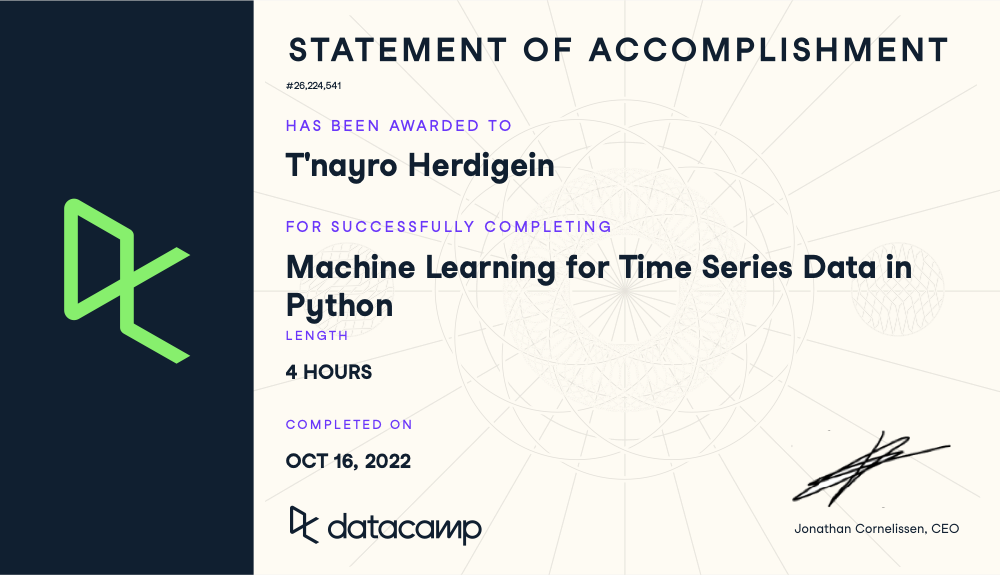 STATEMENT OF ACCOMPLISHMENT
#26,224,541
HAS BEEN AWARDED TO
T'nayro Herdigein
FOR SUCCESSFULLY COMPLETING
Machine Learning for Time Series Data in
Python
LENGTH
4 HOURS
COMPLETED ON
OCT 16, 2022
datacamp
Jonathan Cornelissen, CEO